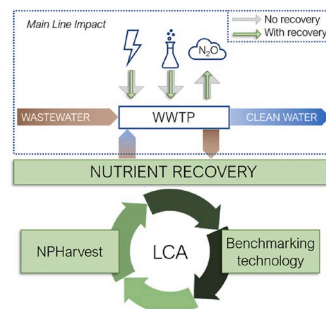 Main Line Impact
No recovery
With recovery
N₂O
WASTEWATER
WWTP
CLEAN WATER
NUTRIENT RECOVERY
NPHarvest
LCA
Benchmarking
technology